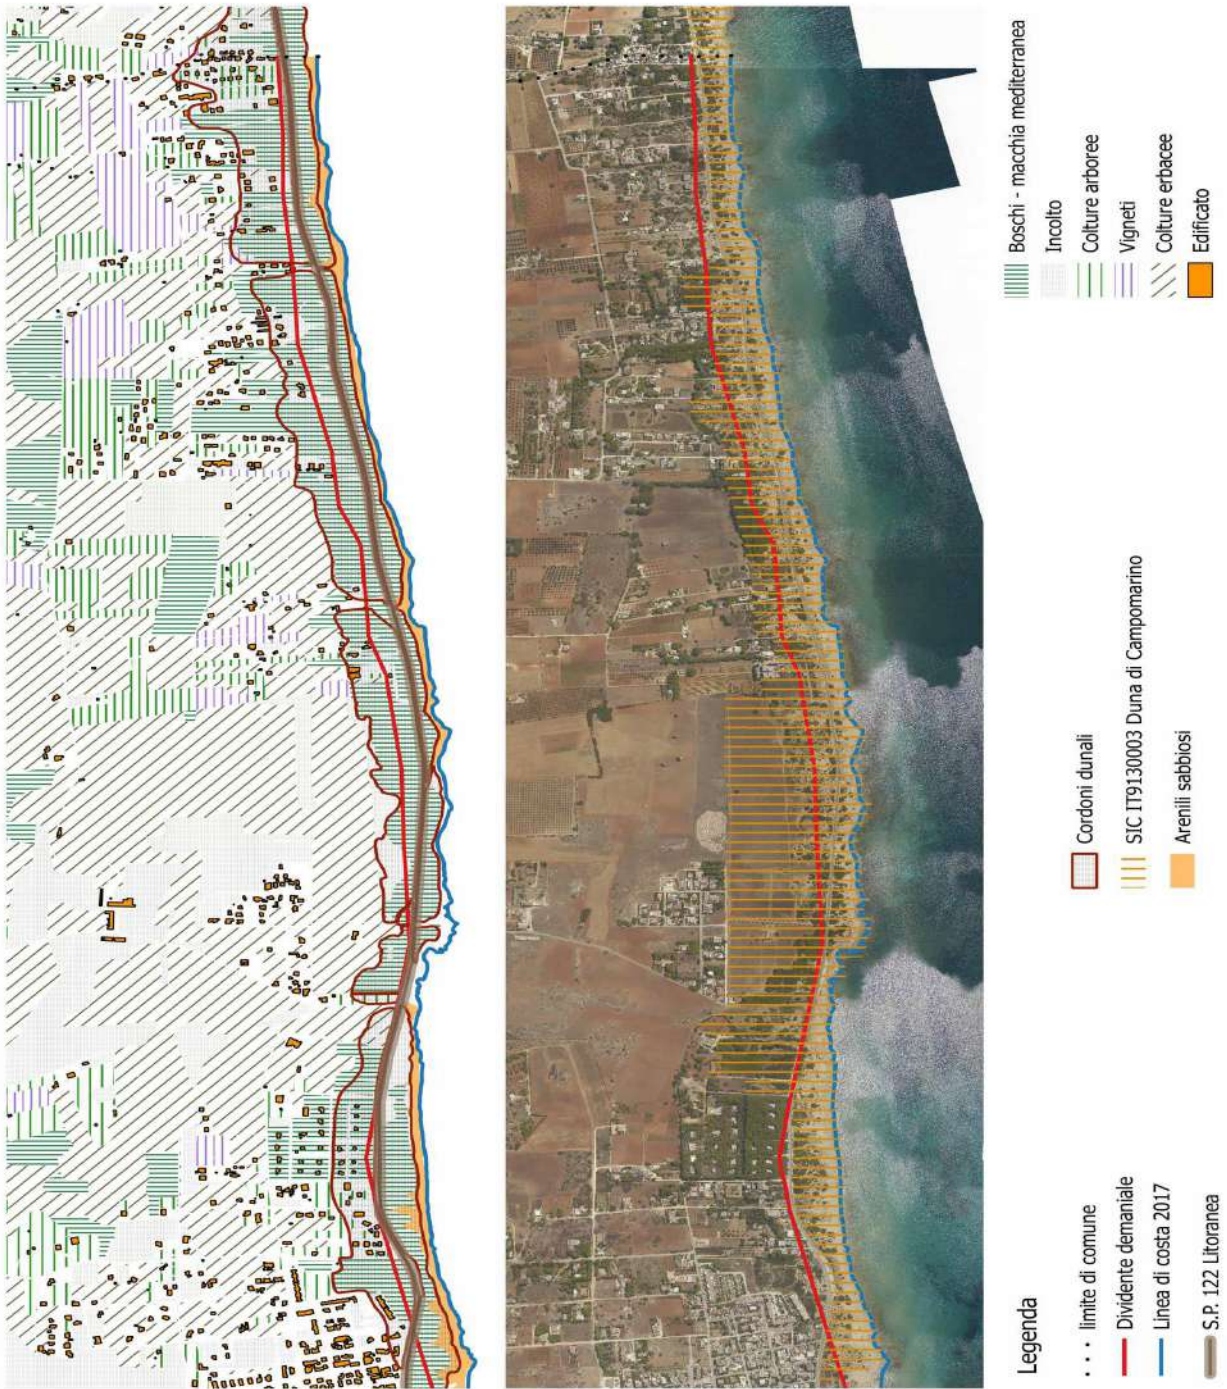 Legenda
limite di comune
Dividente demaniale
Linea di costa 2017
S.P. 122 Litoranea
Cordoni dunali
SIC IT9130003 Duna di Campomarino
Arenili sabbiosi
Boschi - macchia mediterranea
Incolto
Colture arboree
Vigneti
Colture erbacee
Edificato